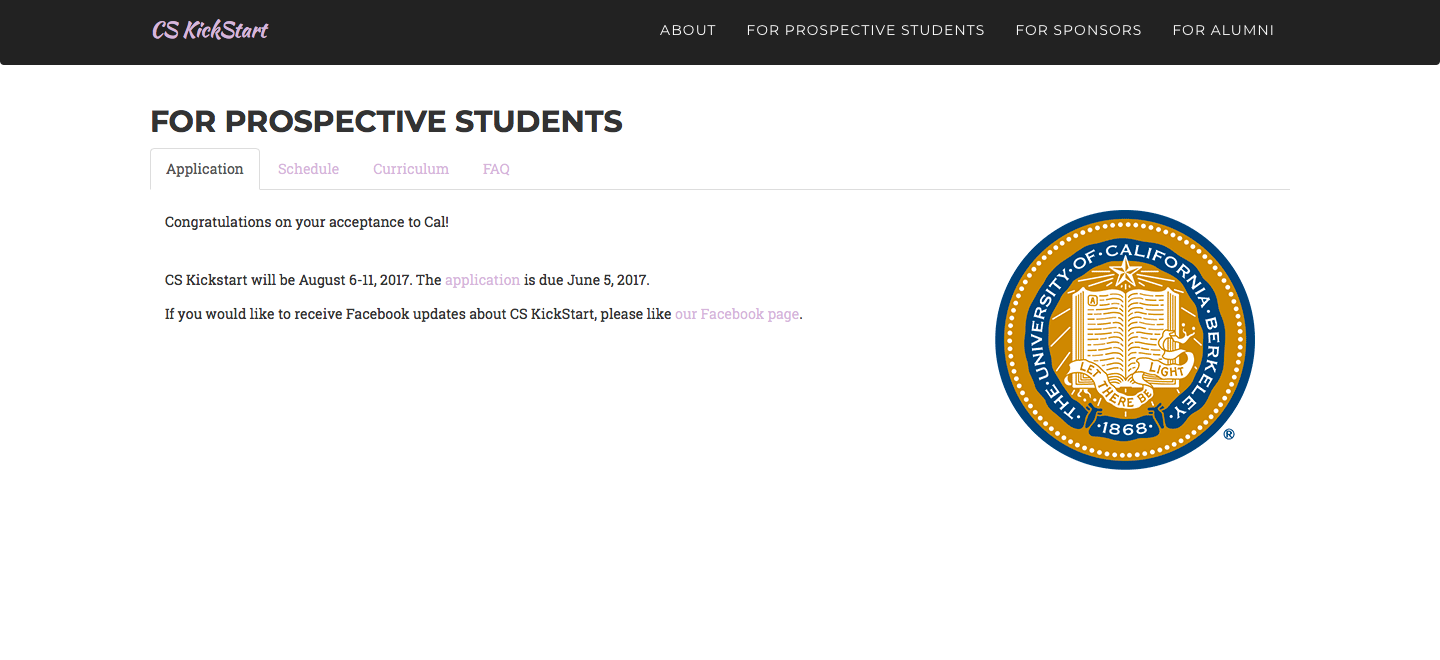 CS KickStart
ABOUT
FOR PROSPECTIVE STUDENTS
FOR SPONSORS
FOR ALUMNI
FOR PROSPECTIVE STUDENTS
Application
Schedule
Curriculum
FAQ
Congratulations on your acceptance to Cal!
CS Kickstart will be August 6-11, 2017. The application is due June 5, 2017.
If you would like to receive Facebook updates about CS KickStart, please like our Facebook page.
·THE·UNIVERSITY·OF·CALIFORNIA·BERKELEY·
A
LET THERE BE LIGHT
·1868·
®